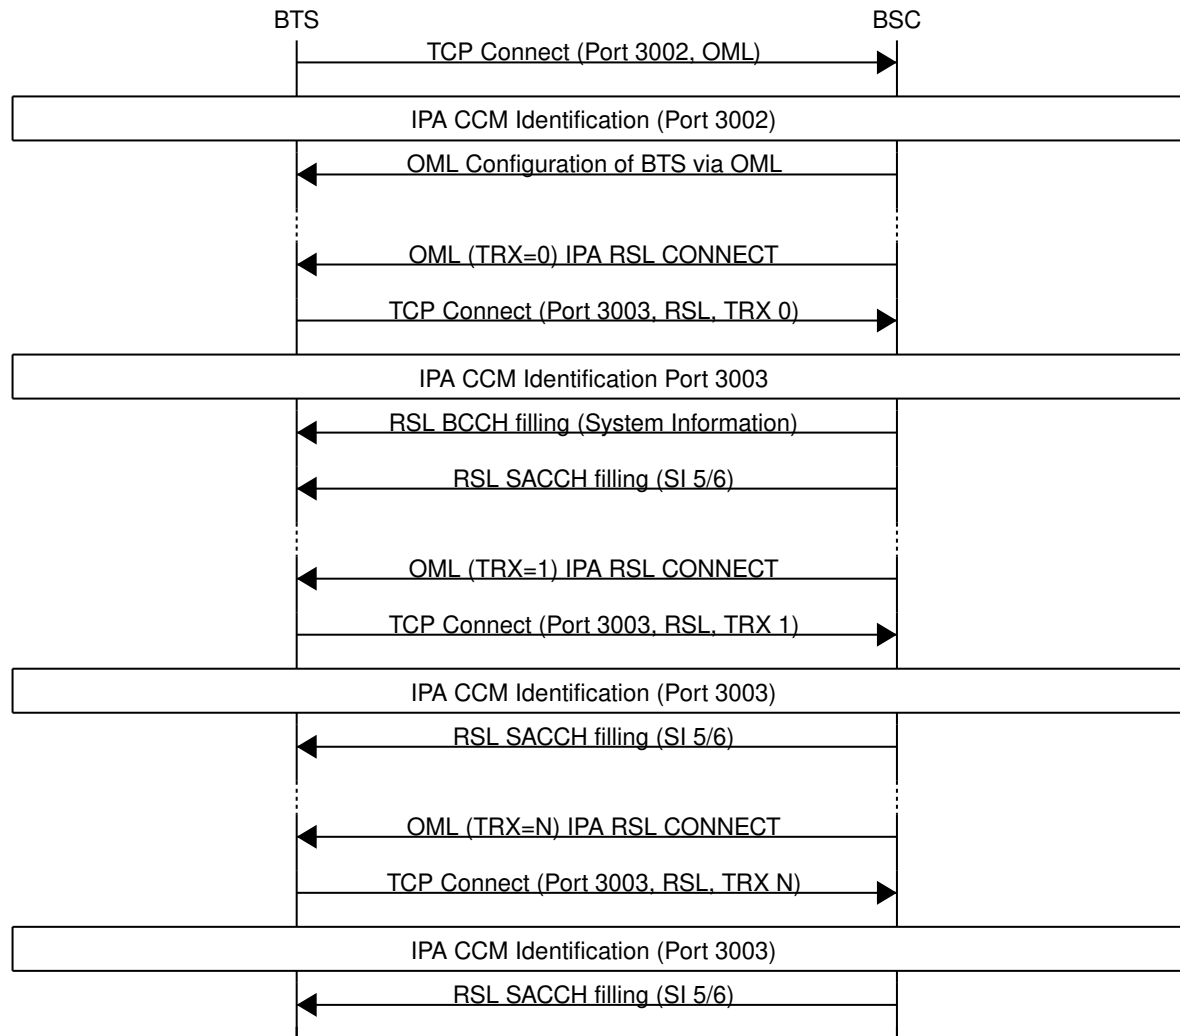 BTS BSC
TCP Connect (Port 3002, OML)
IPA CCM Identification (Port 3002)
OML Configuration of BTS via OML
OML (TRX=0) IPA RSL CONNECT
TCP Connect (Port 3003, RSL, TRX 0)
IPA CCM Identification Port 3003
RSL BCCH filling (System Information)
RSL SACCH filling (SI 5/6)
OML (TRX=1) IPA RSL CONNECT
TCP Connect (Port 3003, RSL, TRX 1)
IPA CCM Identification (Port 3003)
RSL SACCH filling (SI 5/6)
OML (TRX=N) IPA RSL CONNECT
TCP Connect (Port 3003, RSL, TRX N)
IPA CCM Identification (Port 3003)
RSL SACCH filling (SI 5/6)